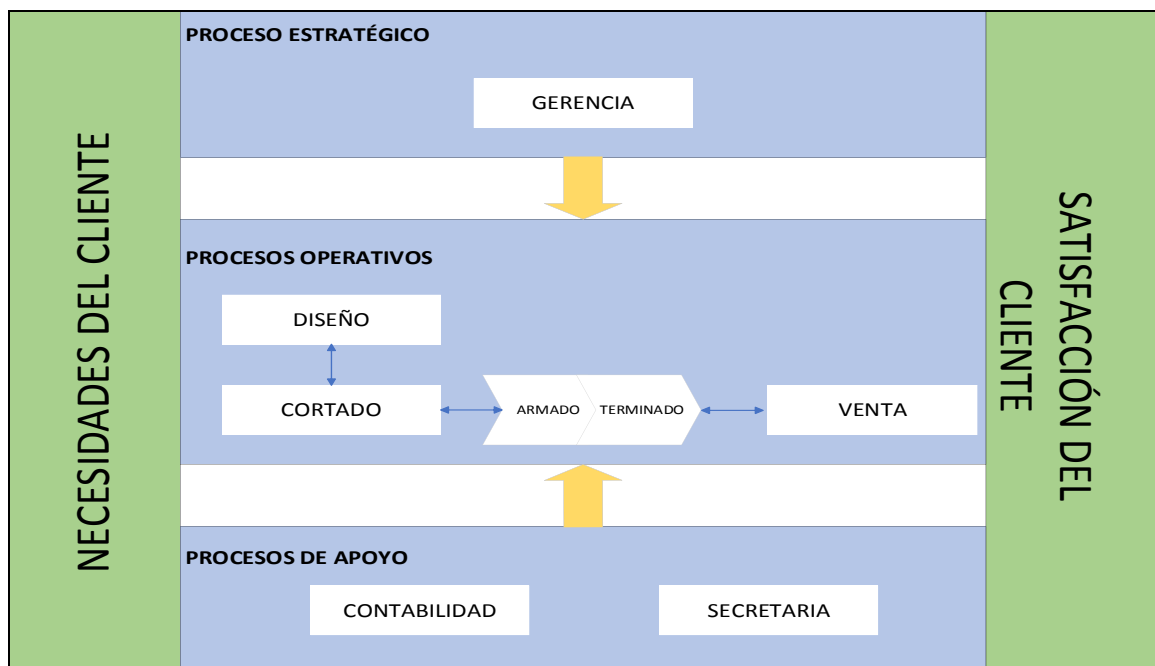 NECESIDADES DEL CLIENTE
PROCESO ESTRATÉGICO
GERENCIA
PROCESOS OPERATIVOS
DISEÑO
CORTADO
ARMADO
TERMINADO
VENTA
PROCESOS DE APOYO
CONTABILIDAD
SECRETARIA
SATISFACCIÓN DEL
CLIENTE